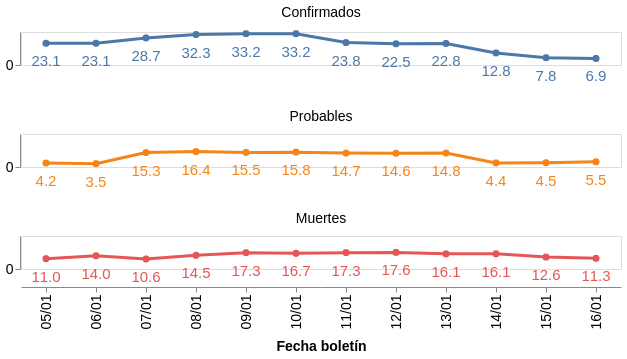 Confirmados
0
23.1 23.1 28.7 32.3 33.2 33.2 23.8 22.5 22.8 12.8 7.8 6.9
Probables
0
4.2 3.5 15.3 16.4 15.5 15.8 14.7 14.6 14.8 4.4 4.5 5.5
Muertes
0
11.0 14.0 10.6 14.5 17.3 16.7 17.3 17.6 16.1 16.1 12.6 11.3
05/01 06/01 07/01 08/01 09/01 10/01 11/01 12/01 13/01 14/01 15/01 16/01
Fecha boletín